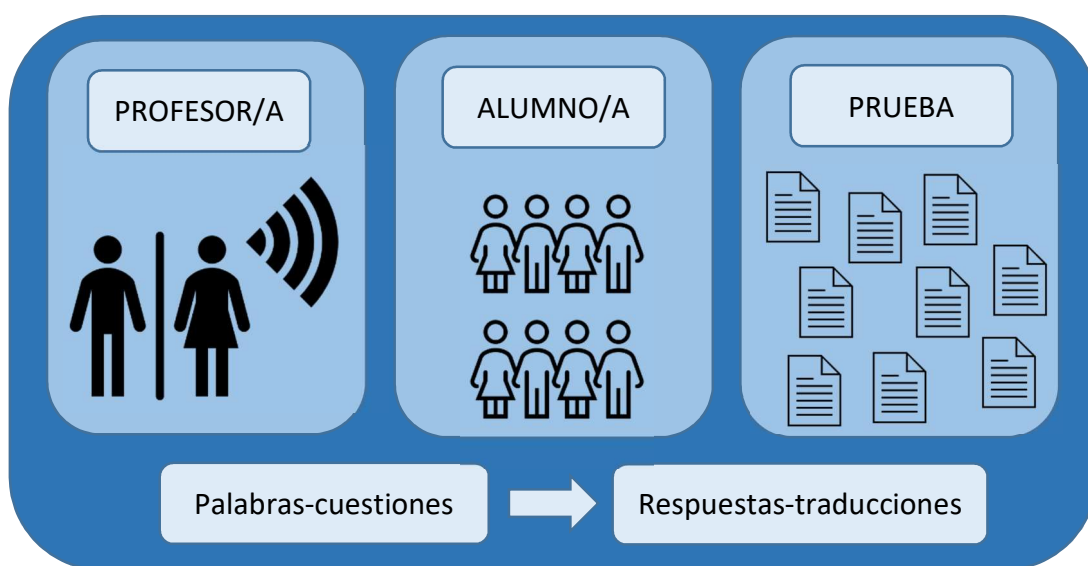 PROFESOR/A
ALUMNO/A
PRUEBA
Palabras-cuestiones
Respuestas-traducciones